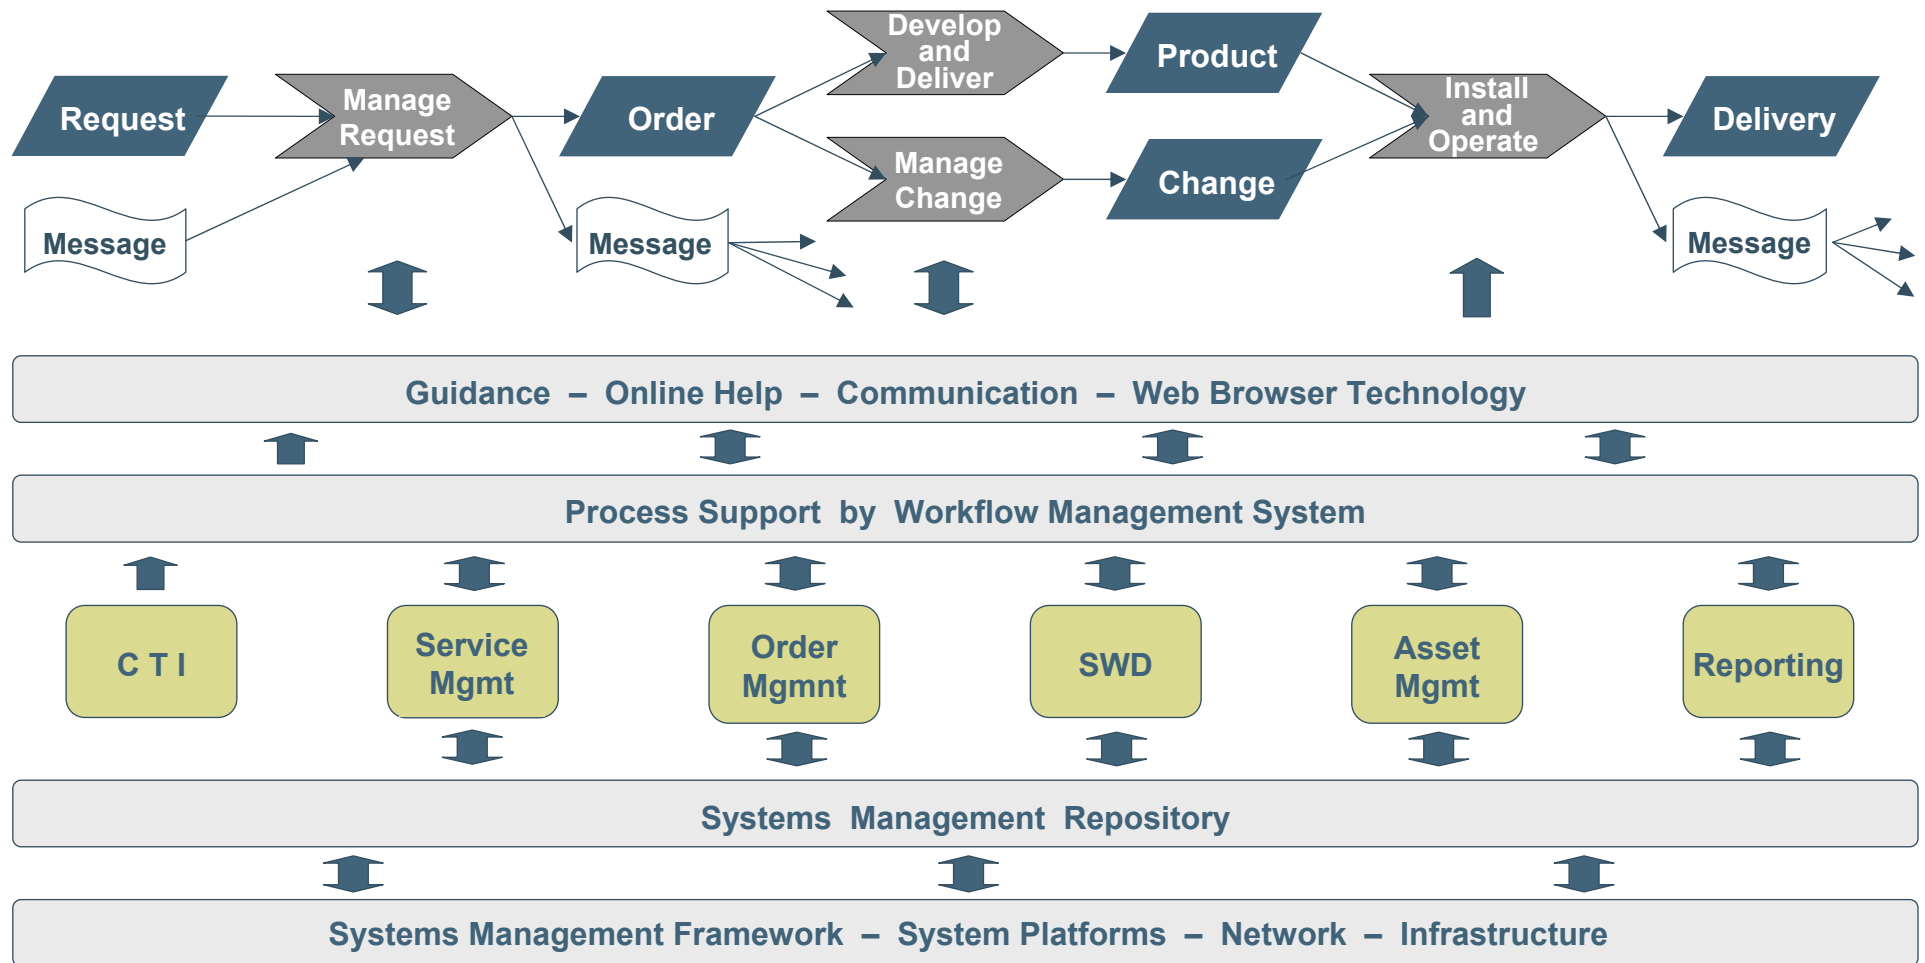 Request
Manage
Request
Order
Develop
and
Deliver
Product
Manage
Change
Change
Install
and
Operate
Delivery
Message
Message
Message
Guidance – Online Help – Communication – Web Browser Technology
Process Support by Workflow Management System
C T I
Service
Mgmt
Order
Mgmnt
SWD
Asset
Mgmt
Reporting
Systems Management Repository
Systems Management Framework – System Platforms – Network – Infrastructure